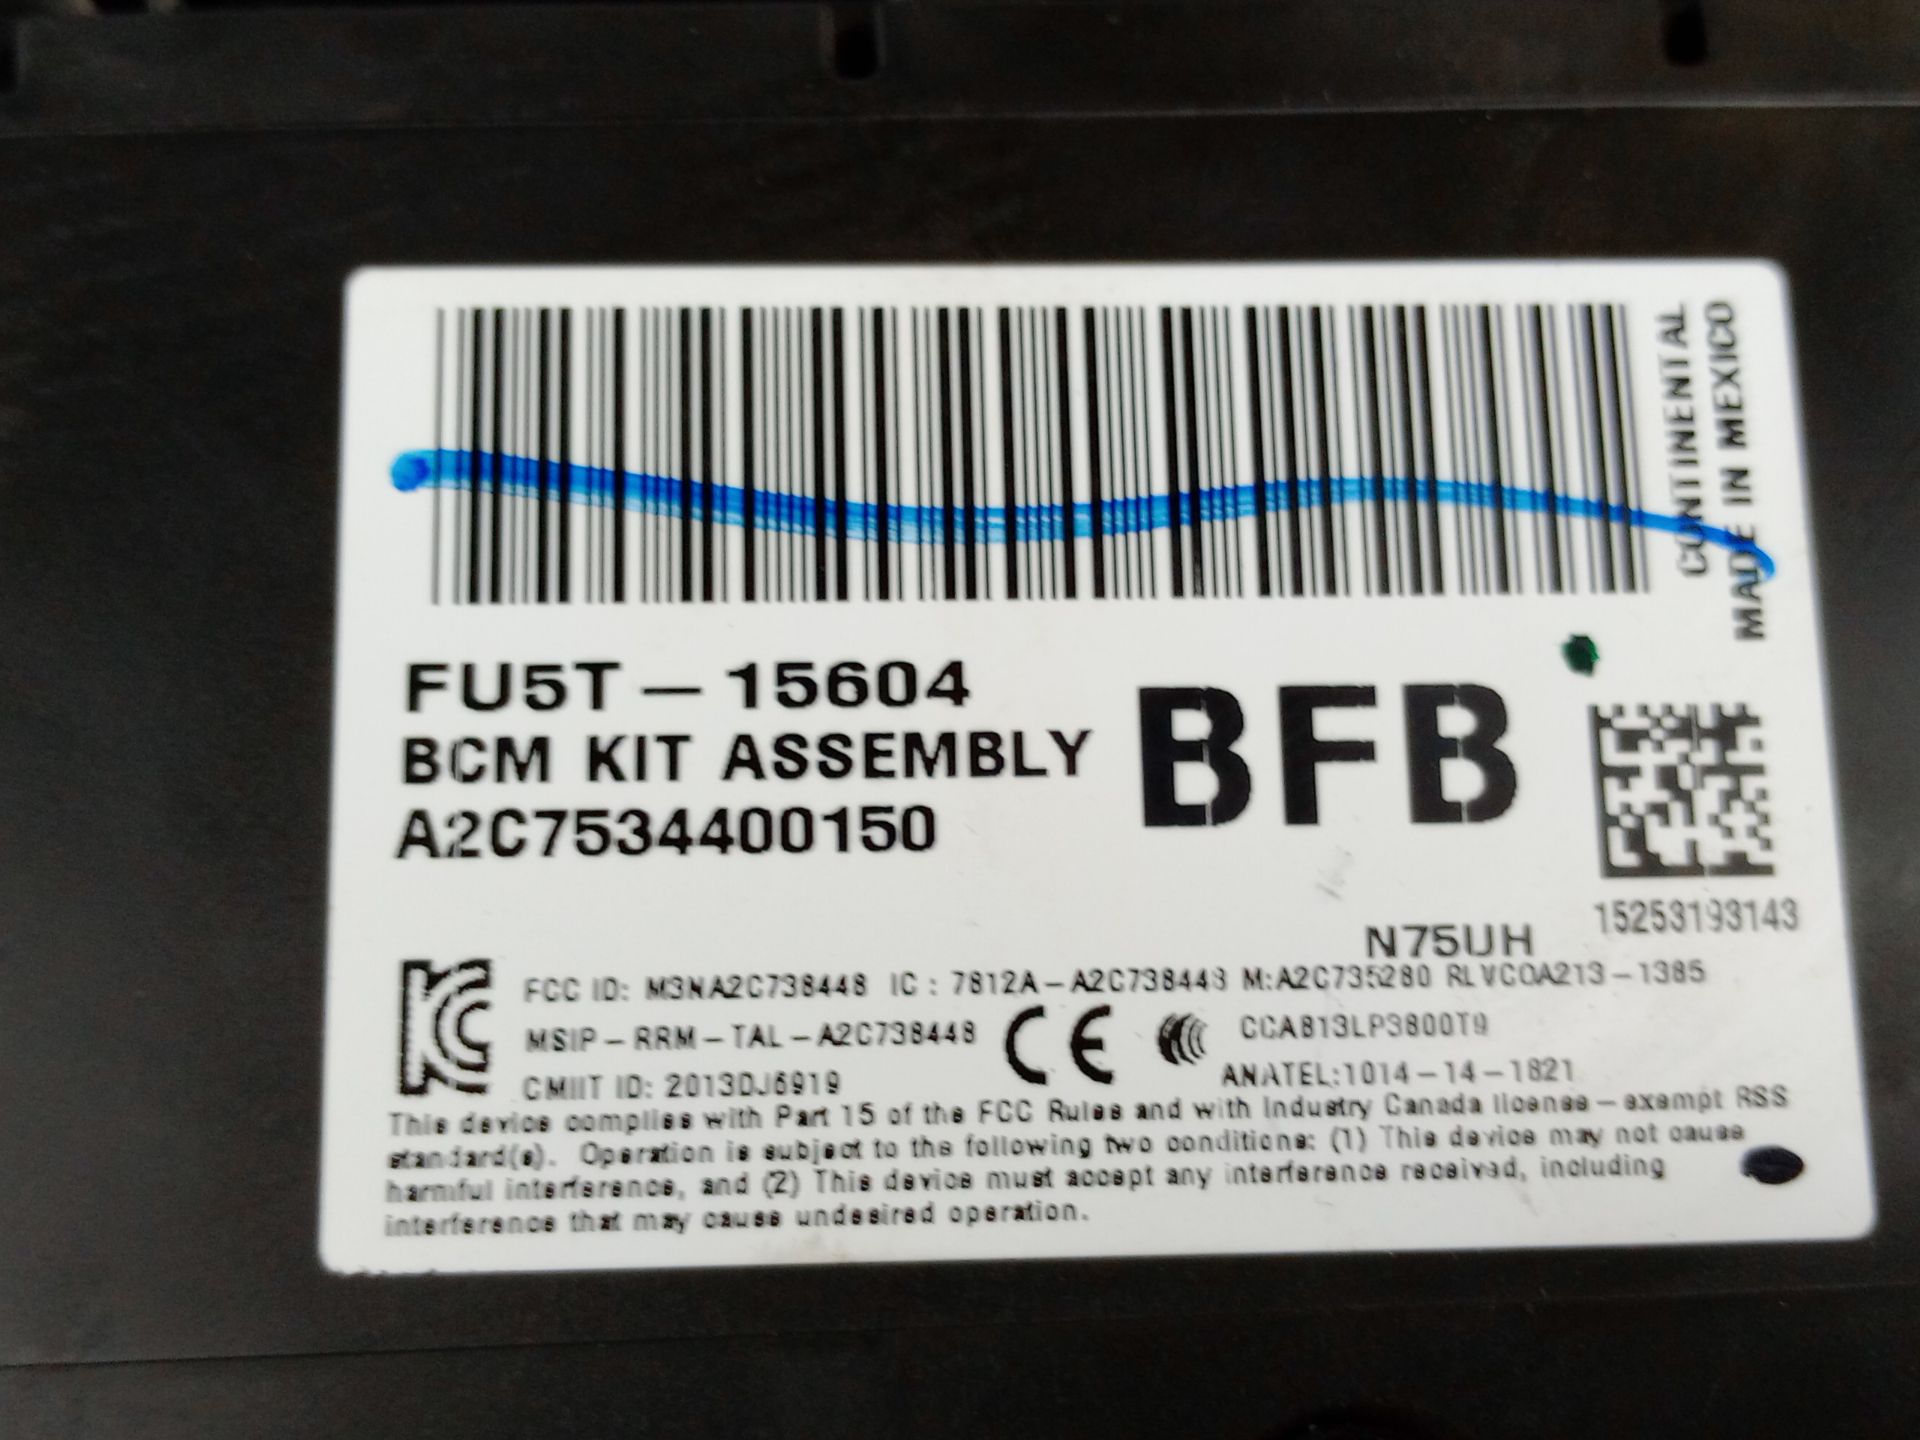 CONTINENTAL
MADE IN MEXICO
FU5T-15604
BCM KIT ASSEMBLY
A2C7534400150
BFB
15253193143
N75UH
FCC ID: M3NA2C738448 IC: 7812A-A2C738448 M:A2C735280 RLVCOA213-1385
MSIP-RRM-TAL-A2C738448 CE CCAB13LP3800T9
CMIIT ID: 2013DJ6919 ANATEL:1014-14-1821
This device complies with Part 15 of the FCC Rules and with Industry Canada license-exempt RSS
standard(s). Operation is subject to the following two conditions: (1) This device may not cause
harmful interference, and (2) This device must accept any interference received, including
interference that may cause undesired operation.